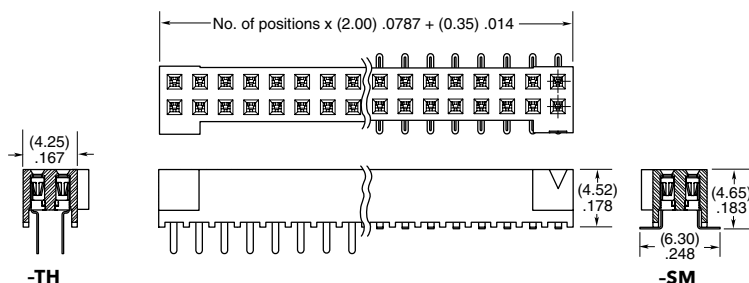 No. of positions x (2.00) .0787 + (0.35) .014
(4.25)
.167
(4.52)
.178
(4.65)
.183
(6.30)
.248
-TH
-SM